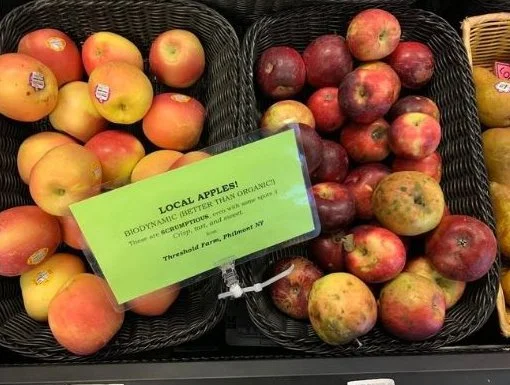 LOCAL APPLES!
BIODYNAMIC (BETTER THAN ORGANIC!)
These are SCRUMPTIOUS, even with some spots &
Crisp, tart, and sweet.
Threshold Farm, Philmont NY